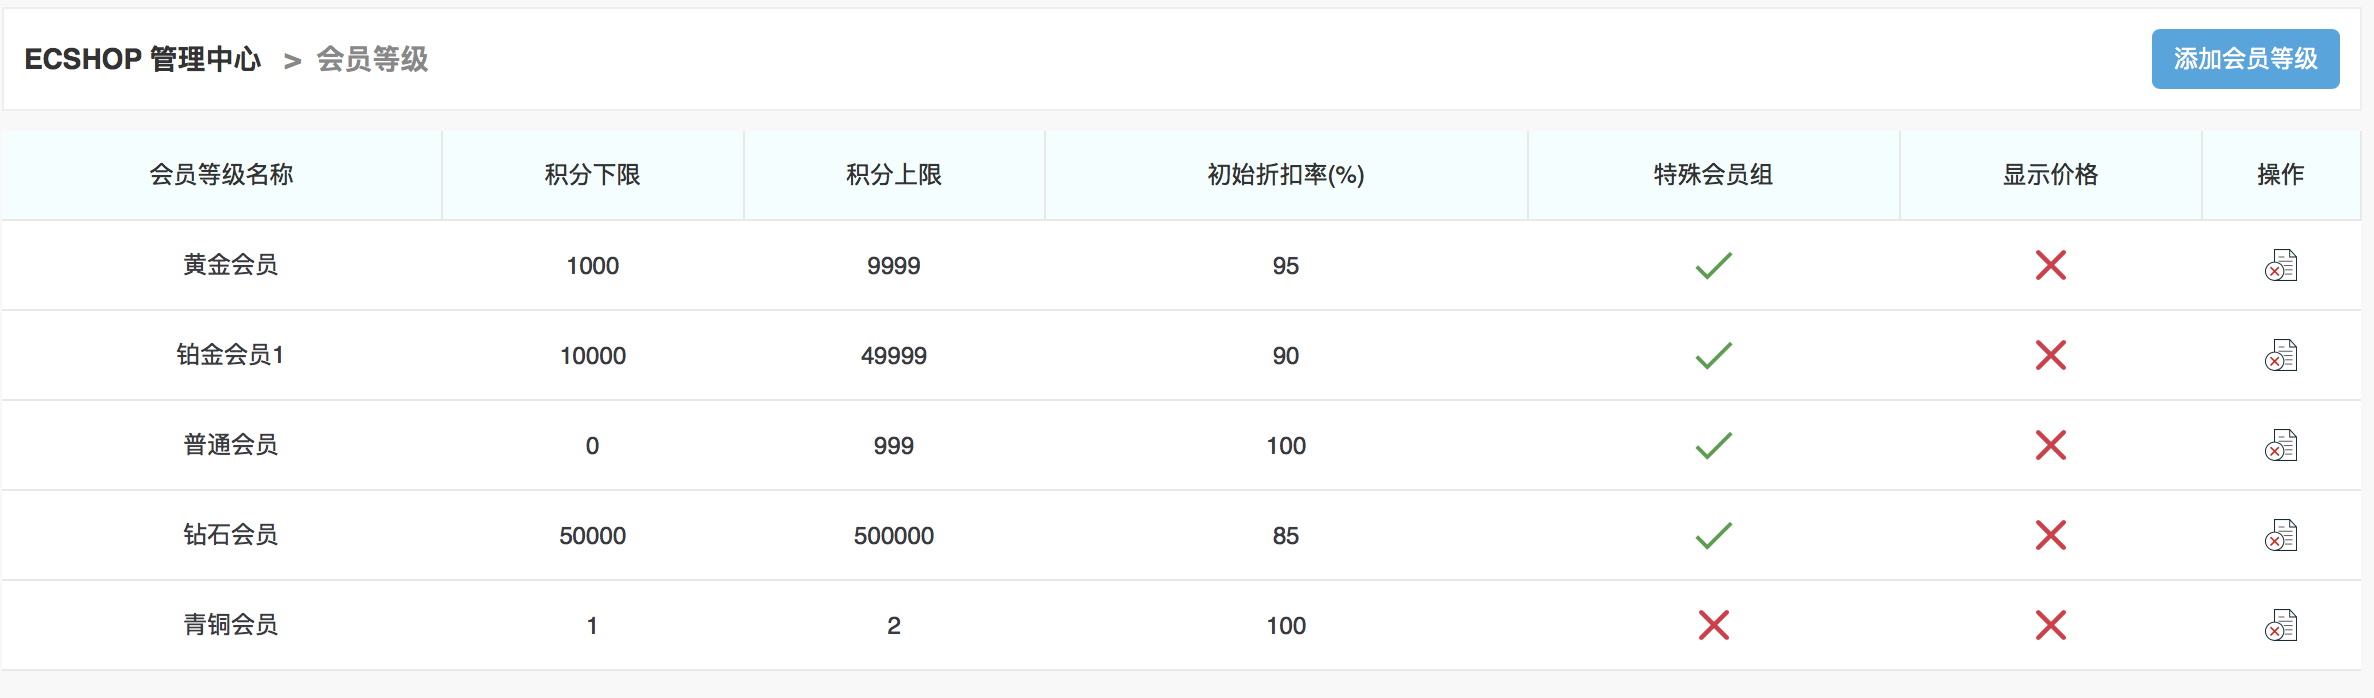 ECSHOP 管理中心 > 会员等级
添加会员等级
会员等级名称 积分下限 积分上限 初始折扣率(%) 特殊会员组 显示价格 操作
黄金会员 1000 9999 95
铂金会员1 10000 49999 90
普通会员 0 999 100
钻石会员 50000 500000 85
青铜会员 1 2 100